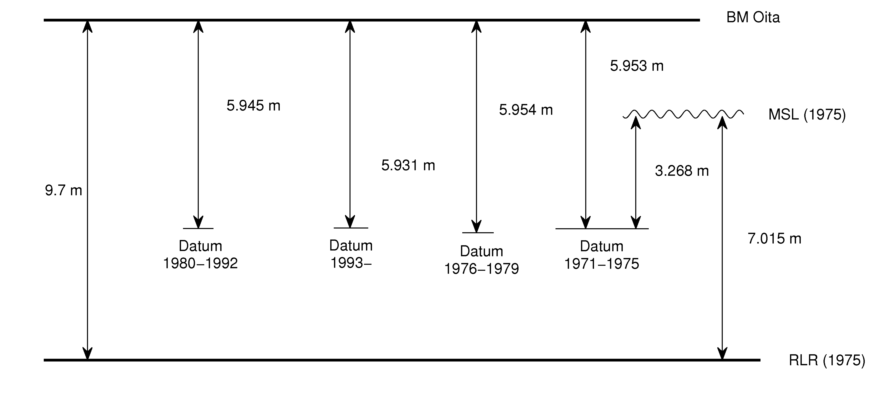 BM Oita
5.953 m
5.945 m
5.954 m
MSL (1975)
5.931 m
3.268 m
9.7 m
7.015 m
Datum
1980−1992
Datum
1993−
Datum
1976−1979
Datum
1971−1975
RLR (1975)